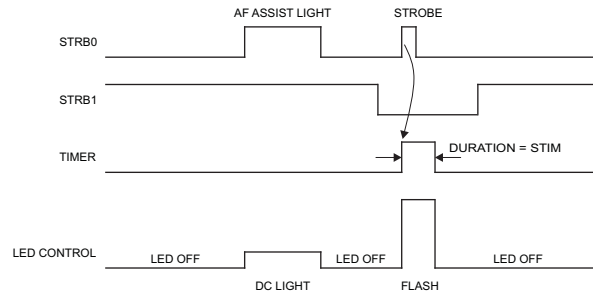 AF ASSIST LIGHT STROBE
STRB0
STRB1
TIMER
DURATION = STIM
LED CONTROL
LED OFF LED OFF LED OFF
DC LIGHT FLASH